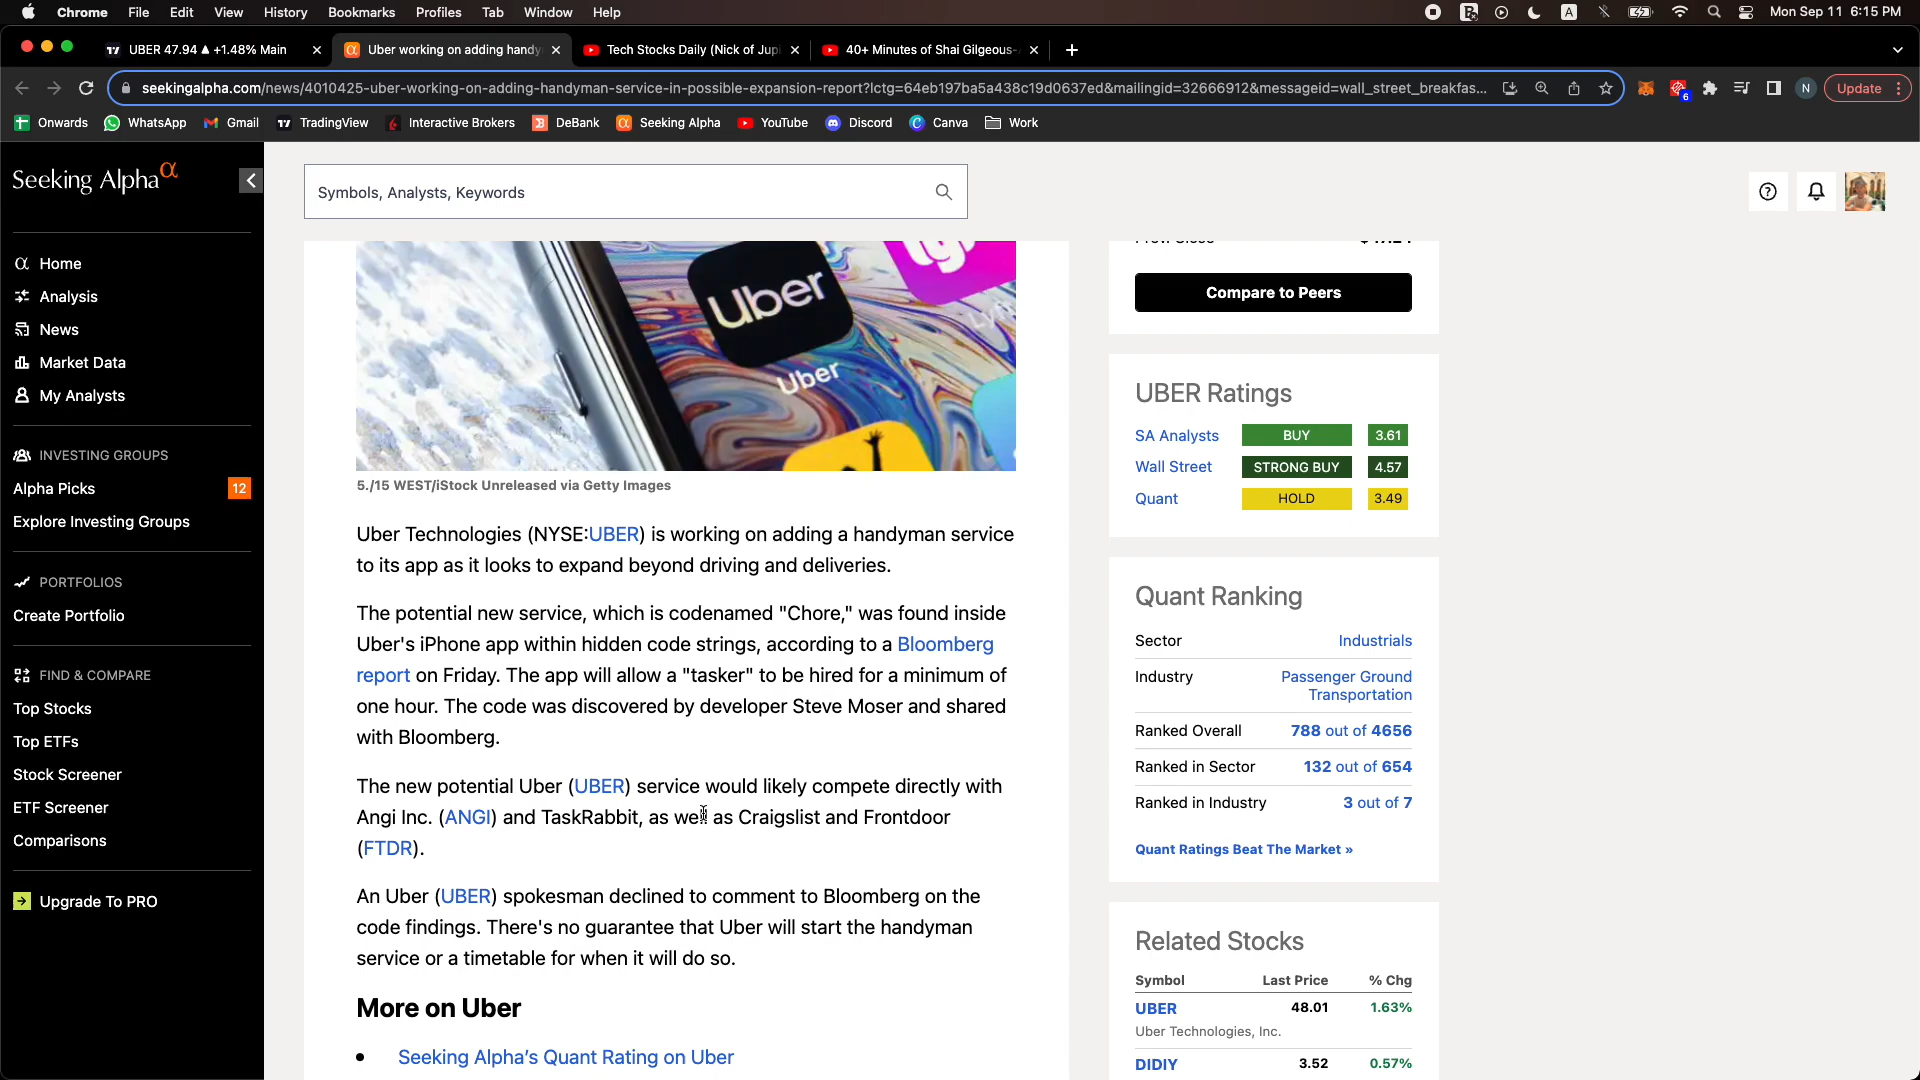 Chrome File Edit View History Bookmarks Profiles Tab Window Help
A
Mon Sep 11 6:15 PM
UBER 47.94 ▲ +1.48% Main
Uber working on adding handy
Tech Stocks Daily (Nick of Jup
40+ Minutes of Shai Gilgeous-
seekingalpha.com/news/4010425-uber-working-on-adding-handyman-service-in-possible-expansion-report?lctg=64eb197ba5a438c19d0637ed&mailingid=32666912&messageid=wall_street_breakfas...
6
N
Update
Onwards WhatsApp Gmail TradingView Interactive Brokers DeBank Seeking Alpha YouTube Discord Canva Work
Seeking Alpha α
Symbols, Analysts, Keywords
Home
Analysis
News
Market Data
My Analysts
INVESTING GROUPS
Alpha Picks 12
Explore Investing Groups
PORTFOLIOS
Create Portfolio
FIND & COMPARE
Top Stocks
Top ETFs
Stock Screener
ETF Screener
Comparisons
Upgrade To PRO
Uber
Uber
5./15 WEST/iStock Unreleased via Getty Images
Uber Technologies (NYSE:UBER) is working on adding a handyman service
to its app as it looks to expand beyond driving and deliveries.
The potential new service, which is codenamed "Chore," was found inside
Uber's iPhone app within hidden code strings, according to a Bloomberg
report on Friday. The app will allow a "tasker" to be hired for a minimum of
one hour. The code was discovered by developer Steve Moser and shared
with Bloomberg.
The new potential Uber (UBER) service would likely compete directly with
Angi Inc. (ANGI) and TaskRabbit, as well as Craigslist and Frontdoor
(FTDR).
An Uber (UBER) spokesman declined to comment to Bloomberg on the
code findings. There's no guarantee that Uber will start the handyman
service or a timetable for when it will do so.
More on Uber
• Seeking Alpha's Quant Rating on Uber
Compare to Peers
UBER Ratings
SA Analysts BUY 3.61
Wall Street STRONG BUY 4.57
Quant HOLD 3.49
Quant Ranking
Sector Industrials
Industry Passenger Ground
Transportation
Ranked Overall 788 out of 4656
Ranked in Sector 132 out of 654
Ranked in Industry 3 out of 7
Quant Ratings Beat The Market »
Related Stocks
Symbol Last Price % Chg
UBER 48.01 1.63%
Uber Technologies, Inc.
DIDIY 3.52 0.57%